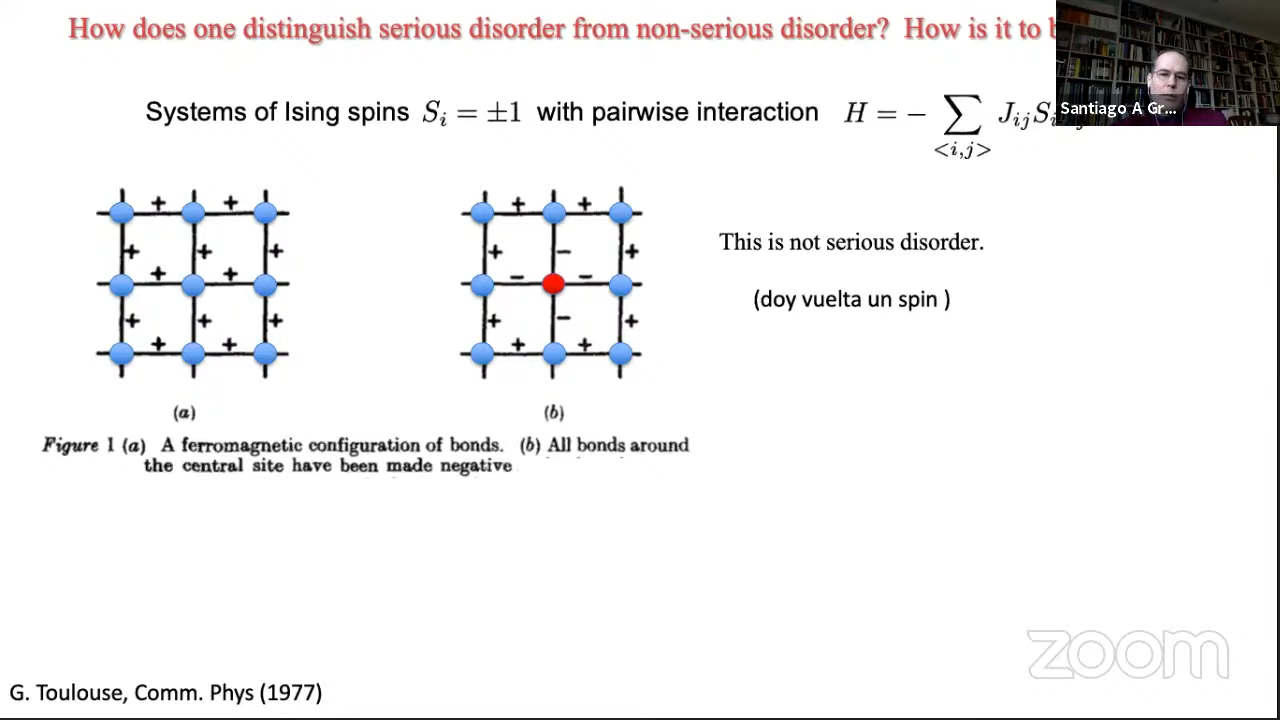 How does one distinguish serious disorder from non-serious disorder? How is it to
Santiago A Gr...
Systems of Ising spins S_i = ±1 with pairwise interaction H = − ∑_{<i,j>} J_{ij} S_i
+ + + +
+ + + + − +
This is not serious disorder.
+ + − −
(doy vuelta un spin )
+ + + + − +
+ + + +
(a) (b)
Figure 1 (a) A ferromagnetic configuration of bonds. (b) All bonds around
the central site have been made negative
zoom
G. Toulouse, Comm. Phys (1977)